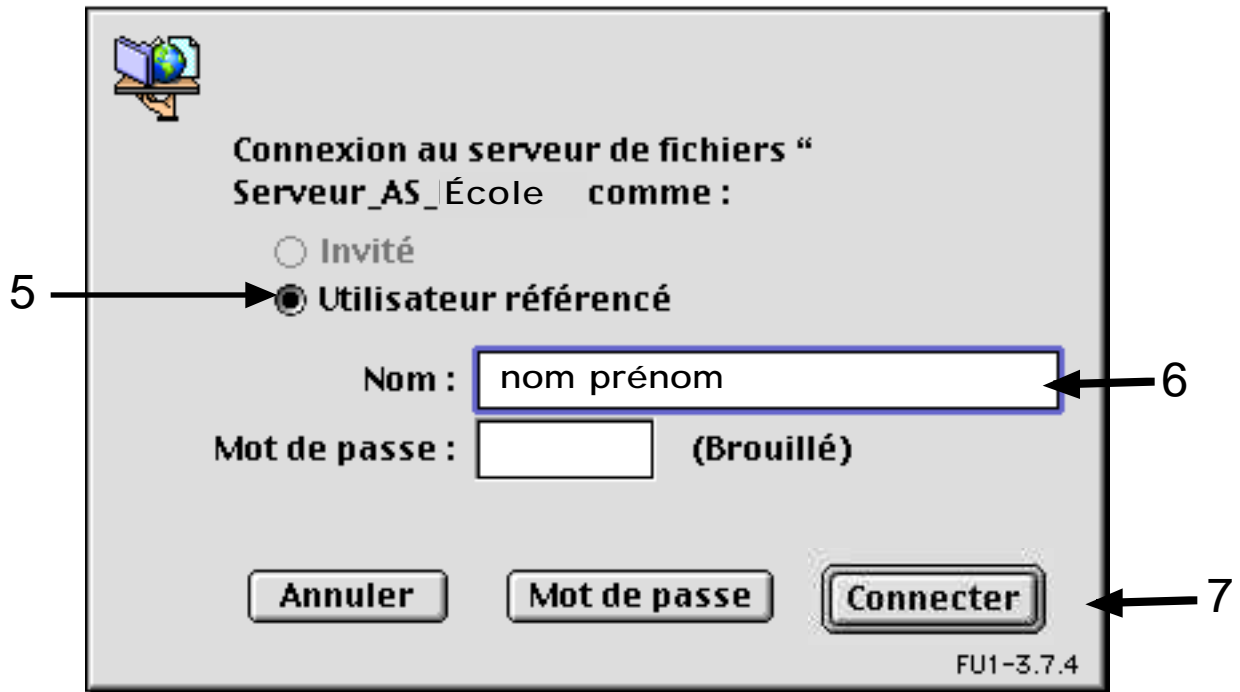 Connexion au serveur de fichiers “
Serveur_AS_École comme :
Invité
5 Utilisateur référencé
Nom : nom prénom 6
Mot de passe : (Brouillé)
Annuler Mot de passe Connecter 7
FU1-3.7.4